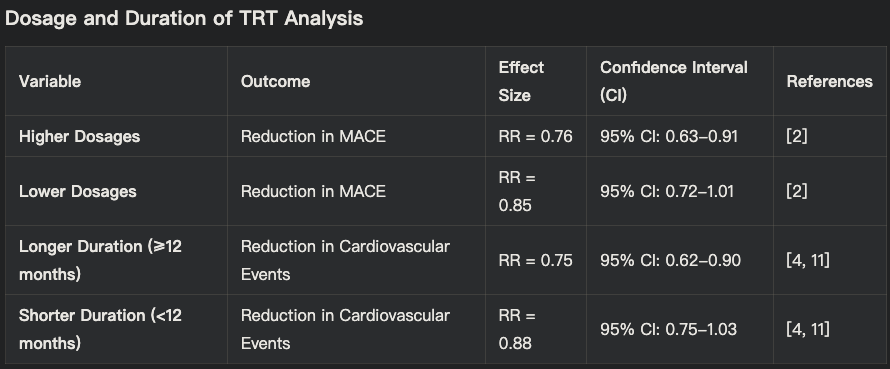 Dosage and Duration of TRT Analysis
Variable
Outcome
Effect
Size
Confidence Interval
(CI)
References
Higher Dosages
Reduction in MACE
RR = 0.76
95% CI: 0.63–0.91
[2]
Lower Dosages
Reduction in MACE
RR =
0.85
95% CI: 0.72–1.01
[2]
Longer Duration (≥12
months)
Reduction in Cardiovascular
Events
RR = 0.75
95% CI: 0.62–0.90
[4, 11]
Shorter Duration (<12
months)
Reduction in Cardiovascular
Events
RR =
0.88
95% CI: 0.75–1.03
[4, 11]